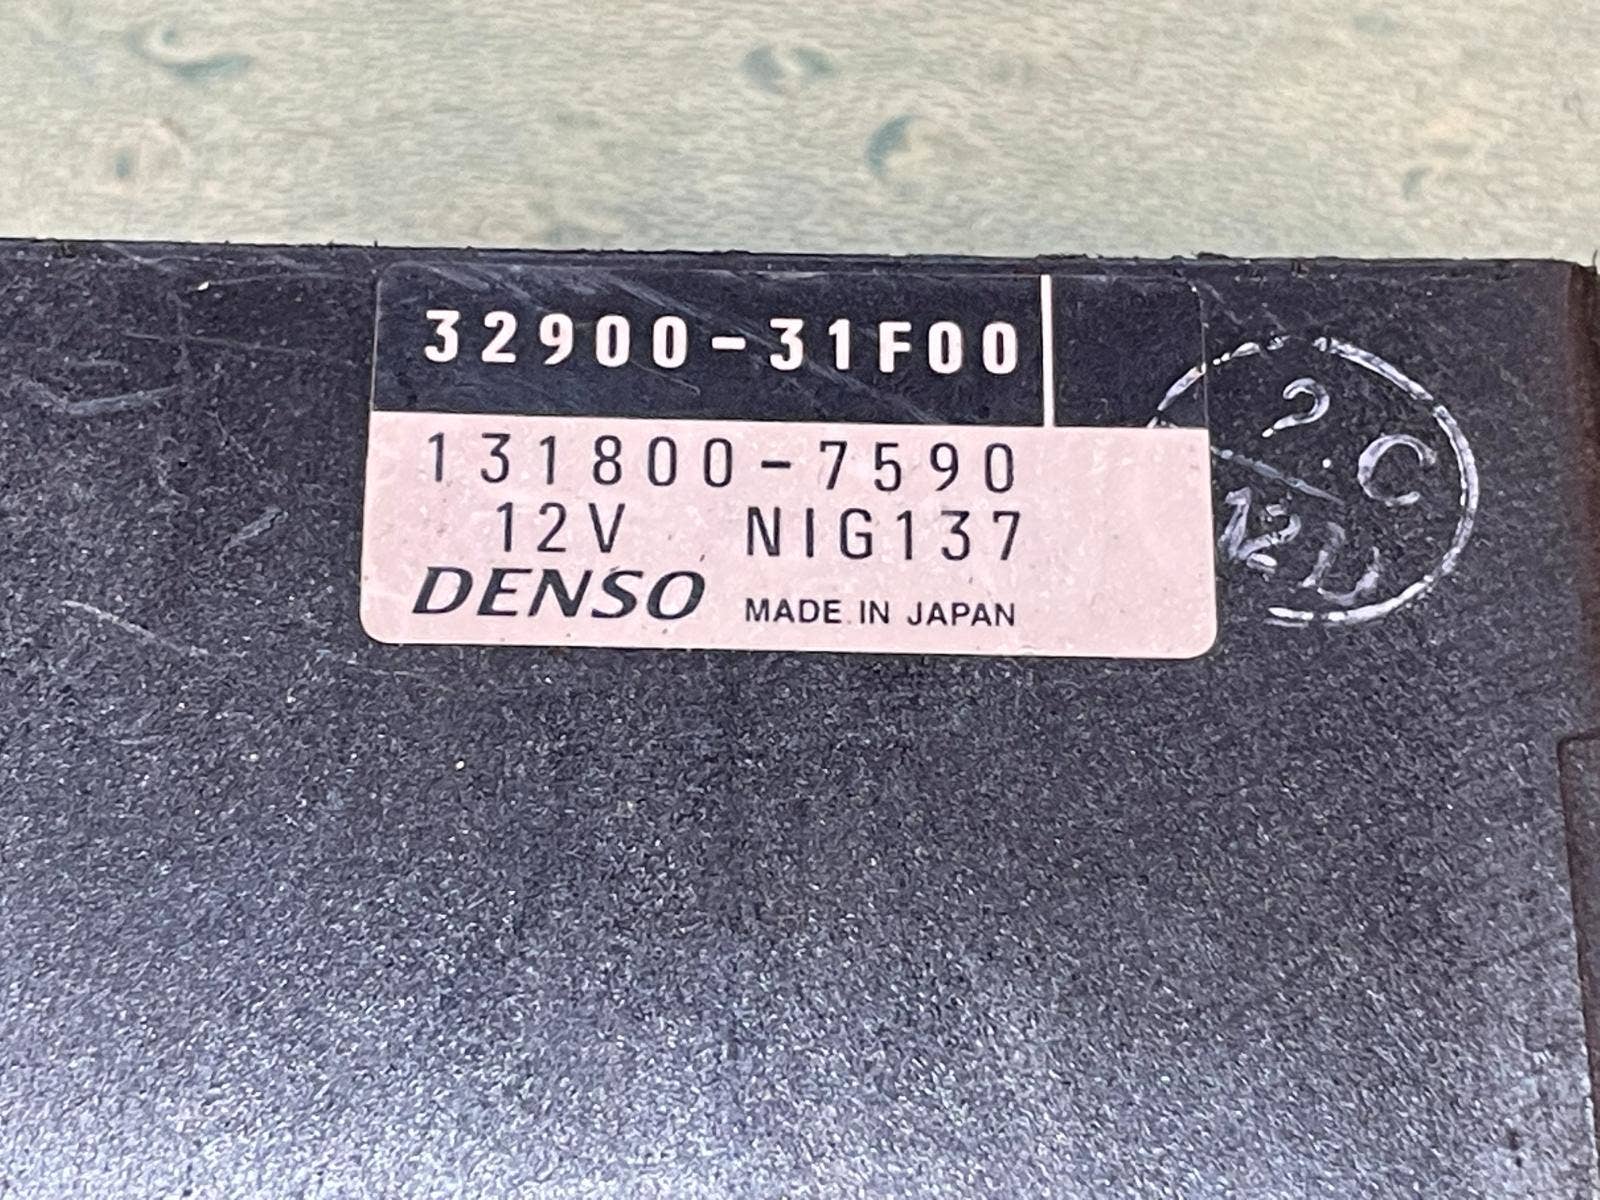 32900-31F00
131800-7590
12V NIG137
DENSO MADE IN JAPAN